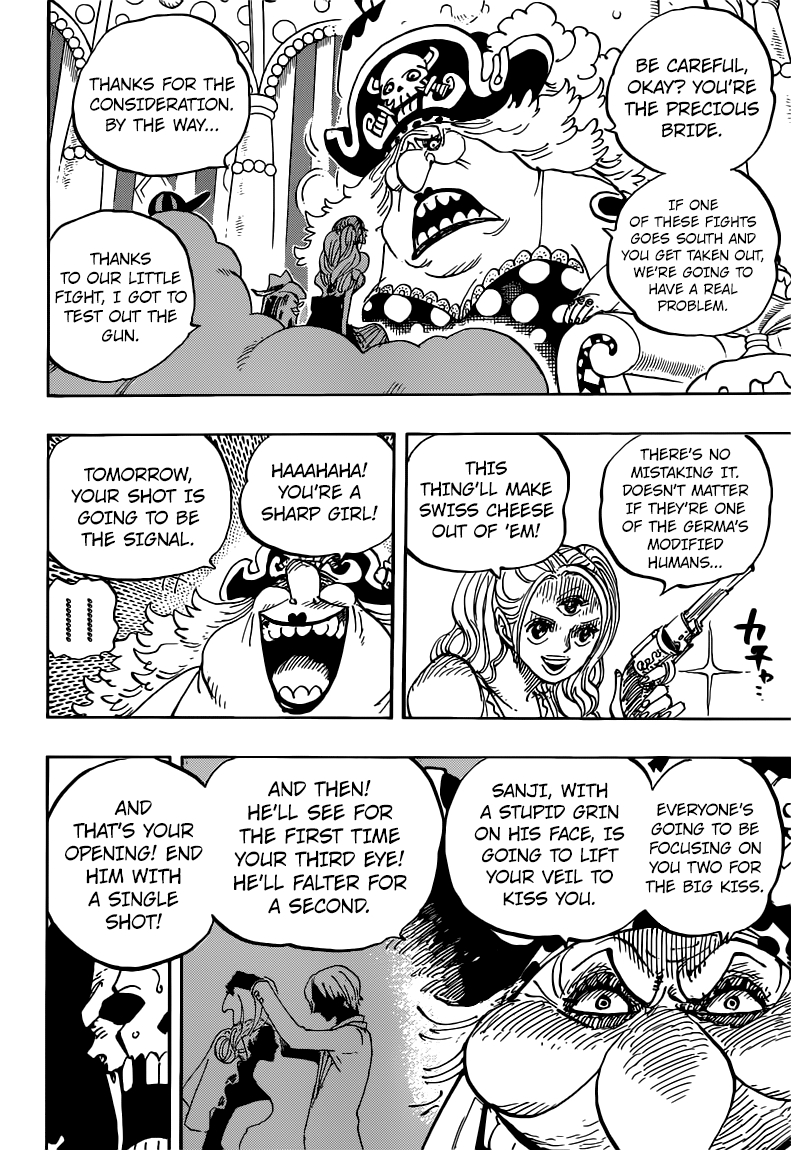 BE CAREFUL,
OKAY? YOU'RE
THE PRECIOUS
BRIDE.
IF ONE
OF THESE FIGHTS
GOES SOUTH AND
YOU GET TAKEN OUT,
WE'RE GOING TO
HAVE A REAL
PROBLEM.
THANKS FOR THE
CONSIDERATION.
BY THE WAY...
THANKS
TO OUR LITTLE
FIGHT, I GOT TO
TEST OUT THE
GUN.
THERE'S NO
MISTAKING IT.
DOESN'T MATTER
IF THEY'RE ONE
OF THE GERMA'S
MODIFIED
HUMANS...
THIS
THING'LL MAKE
SWISS CHEESE
OUT OF 'EM!
カチャ…
HAAAHAHA!
YOU'RE A
SHARP GIRL!
TOMORROW,
YOUR SHOT IS
GOING TO BE
THE SIGNAL.
EVERYONE'S
GOING TO BE
FOCUSING ON
YOU TWO FOR
THE BIG KISS.
SANJI, WITH
A STUPID GRIN
ON HIS FACE, IS
GOING TO LIFT
YOUR VEIL TO
KISS YOU.
AND THEN!
HE'LL SEE FOR
THE FIRST TIME
YOUR THIRD EYE!
HE'LL FALTER FOR
A SECOND.
AND
THAT'S YOUR
OPENING! END
HIM WITH
A SINGLE
SHOT!